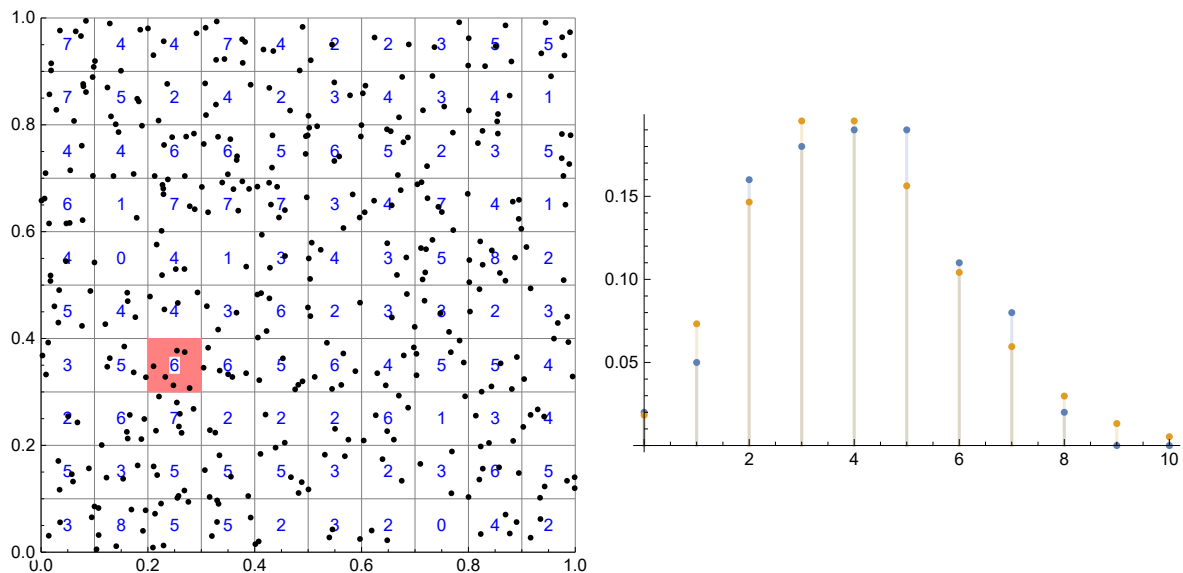 1.0
7 4 4 7 4 2 2 3 5 5
7 5 2 4 2 3 4 3 4 1
0.8
4 4 6 6 5 6 5 2 3 5
6 1 7 7 7 3 4 7 4 1
0.6
4 0 4 1 3 4 3 5 8 2
5 4 4 3 6 2 3 3 2 3
0.4
3 5 6 6 5 6 4 5 5 4
2 6 7 2 2 2 6 1 3 4
0.2
5 3 5 5 5 3 2 3 6 5
3 8 5 5 2 3 2 0 4 2
0.0
0.0 0.2 0.4 0.6 0.8 1.0
0.15
0.10
0.05
2 4 6 8 10